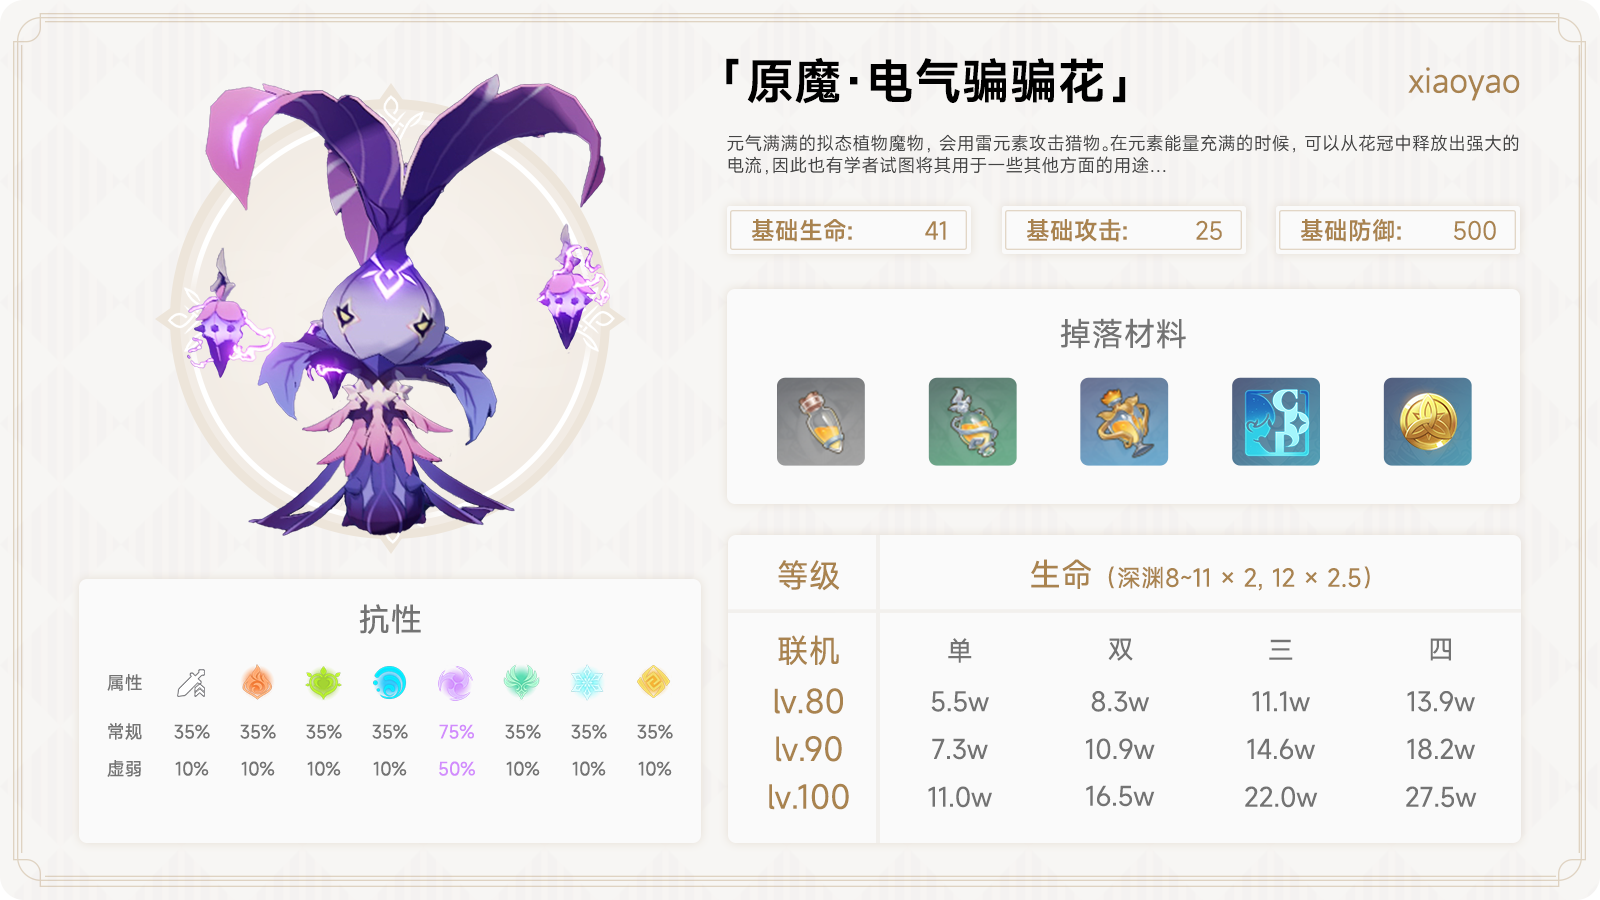 「原魔·电气骗骗花」
xiaoyao
元气满满的拟态植物魔物，会用雷元素攻击猎物。在元素能量充满的时候，可以从花冠中释放出强大的
电流，因此也有学者试图将其用于一些其他方面的用途...
基础生命: 41
基础攻击: 25
基础防御: 500
掉落材料
抗性
属性
常规 35% 35% 35% 35% 75% 35% 35% 35%
虚弱 10% 10% 10% 10% 50% 10% 10% 10%
等级 生命（深渊8~11 × 2, 12 × 2.5）
联机 单 双 三 四
lv.80 5.5w 8.3w 11.1w 13.9w
lv.90 7.3w 10.9w 14.6w 18.2w
lv.100 11.0w 16.5w 22.0w 27.5w